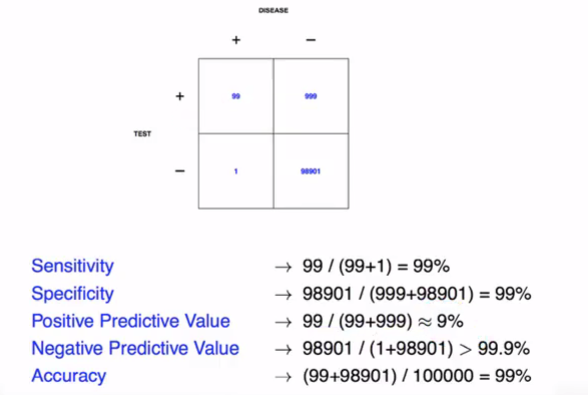 DISEASE
+ −
+ 99 999
TEST
− 1 98901
Sensitivity → 99 / (99+1) = 99%
Specificity → 98901 / (999+98901) = 99%
Positive Predictive Value → 99 / (99+999) ≈ 9%
Negative Predictive Value → 98901 / (1+98901) > 99.9%
Accuracy → (99+98901) / 100000 = 99%